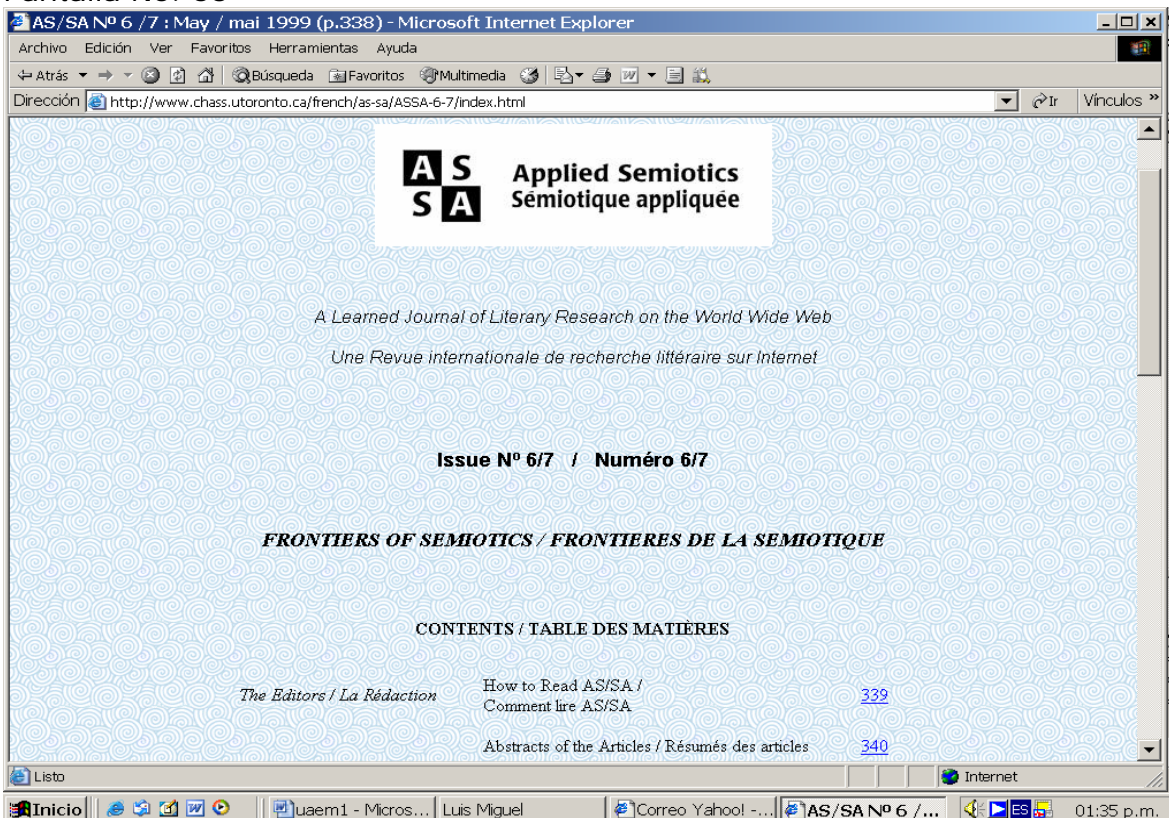 AS/SA Nº 6 /7 : May / mai 1999 (p.338) - Microsoft Internet Explorer
Archivo Edición Ver Favoritos Herramientas Ayuda
Atrás Búsqueda Favoritos Multimedia
Dirección http://www.chass.utoronto.ca/french/as-sa/ASSA-6-7/index.html Ir Vínculos »
A S Applied Semiotics
S A Sémiotique appliquée
A Learned Journal of Literary Research on the World Wide Web
Une Revue internationale de recherche littéraire sur Internet
Issue Nº 6/7 / Numéro 6/7
FRONTIERS OF SEMIOTICS / FRONTIERES DE LA SEMIOTIQUE
CONTENTS / TABLE DES MATIÈRES
The Editors / La Rédaction How to Read AS/SA / 339
Comment lire AS/SA
Abstracts of the Articles / Résumés des articles 340
Listo Internet
Inicio uaem1 - Micros... Luis Miguel Correo Yahoo! -... AS/SA Nº 6 /... ES 01:35 p.m.